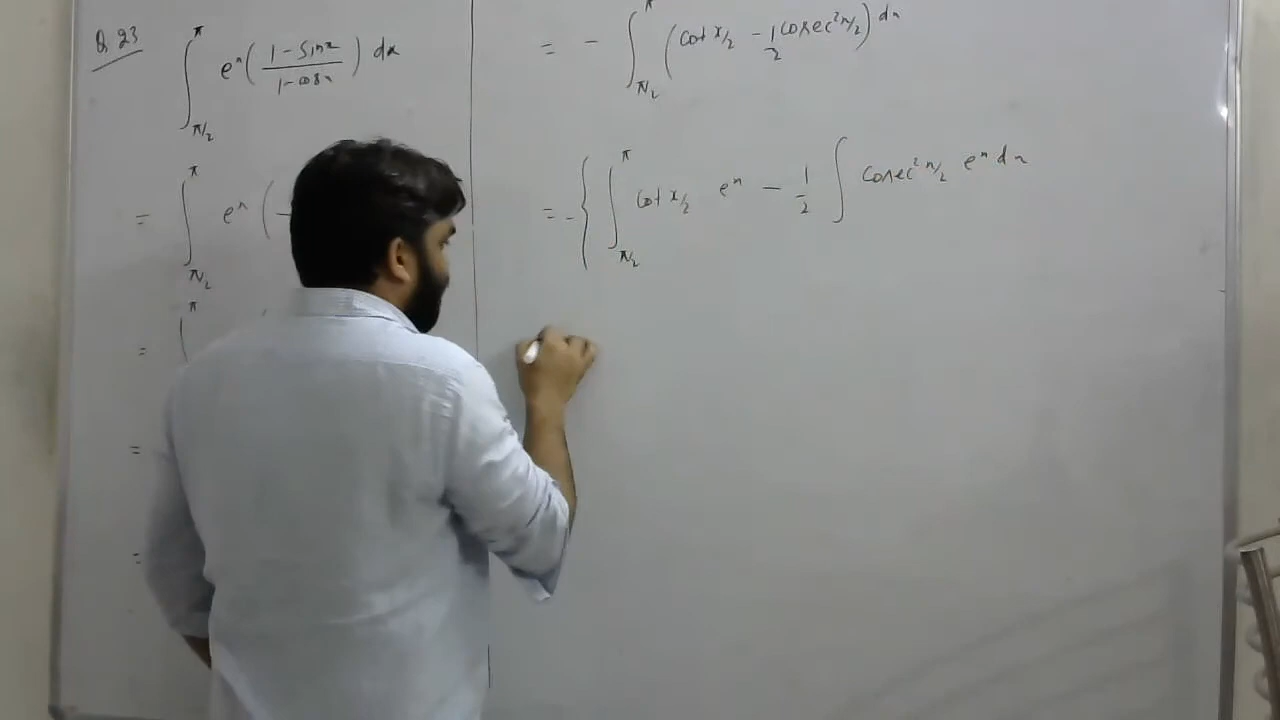 Q.23 ∫_{π/2}^{π} e^x ( (1-sinx)/(1-cosx) ) dx
= ∫_{π/2}^{π} e^x (
= ∫ π
=
=
= - ∫_{π/2}^{π} ( cot x/2 - 1/2 cosec² x/2 ) dx
= - { ∫_{π/2}^{π} cot x/2 e^x - 1/2 ∫ cosec² x/2 e^x dx